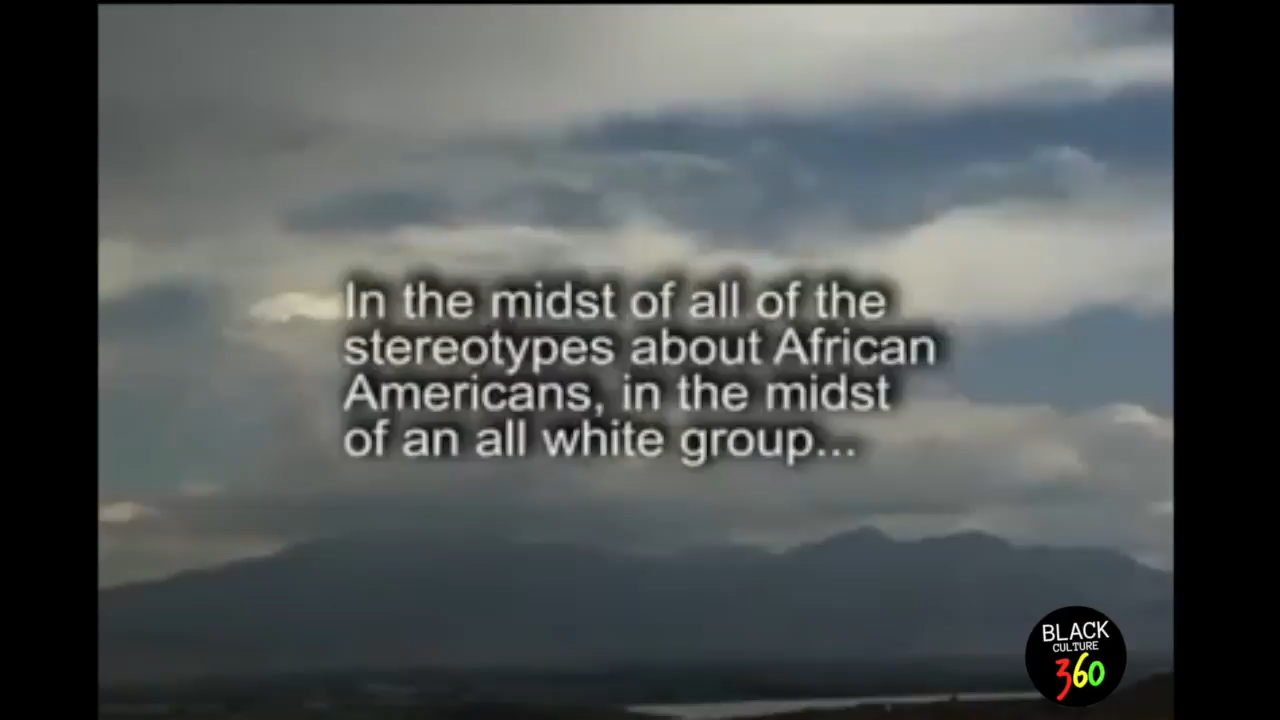 In the midst of all of the
stereotypes about African
Americans, in the midst
of an all white group...
BLACK
CULTURE
360